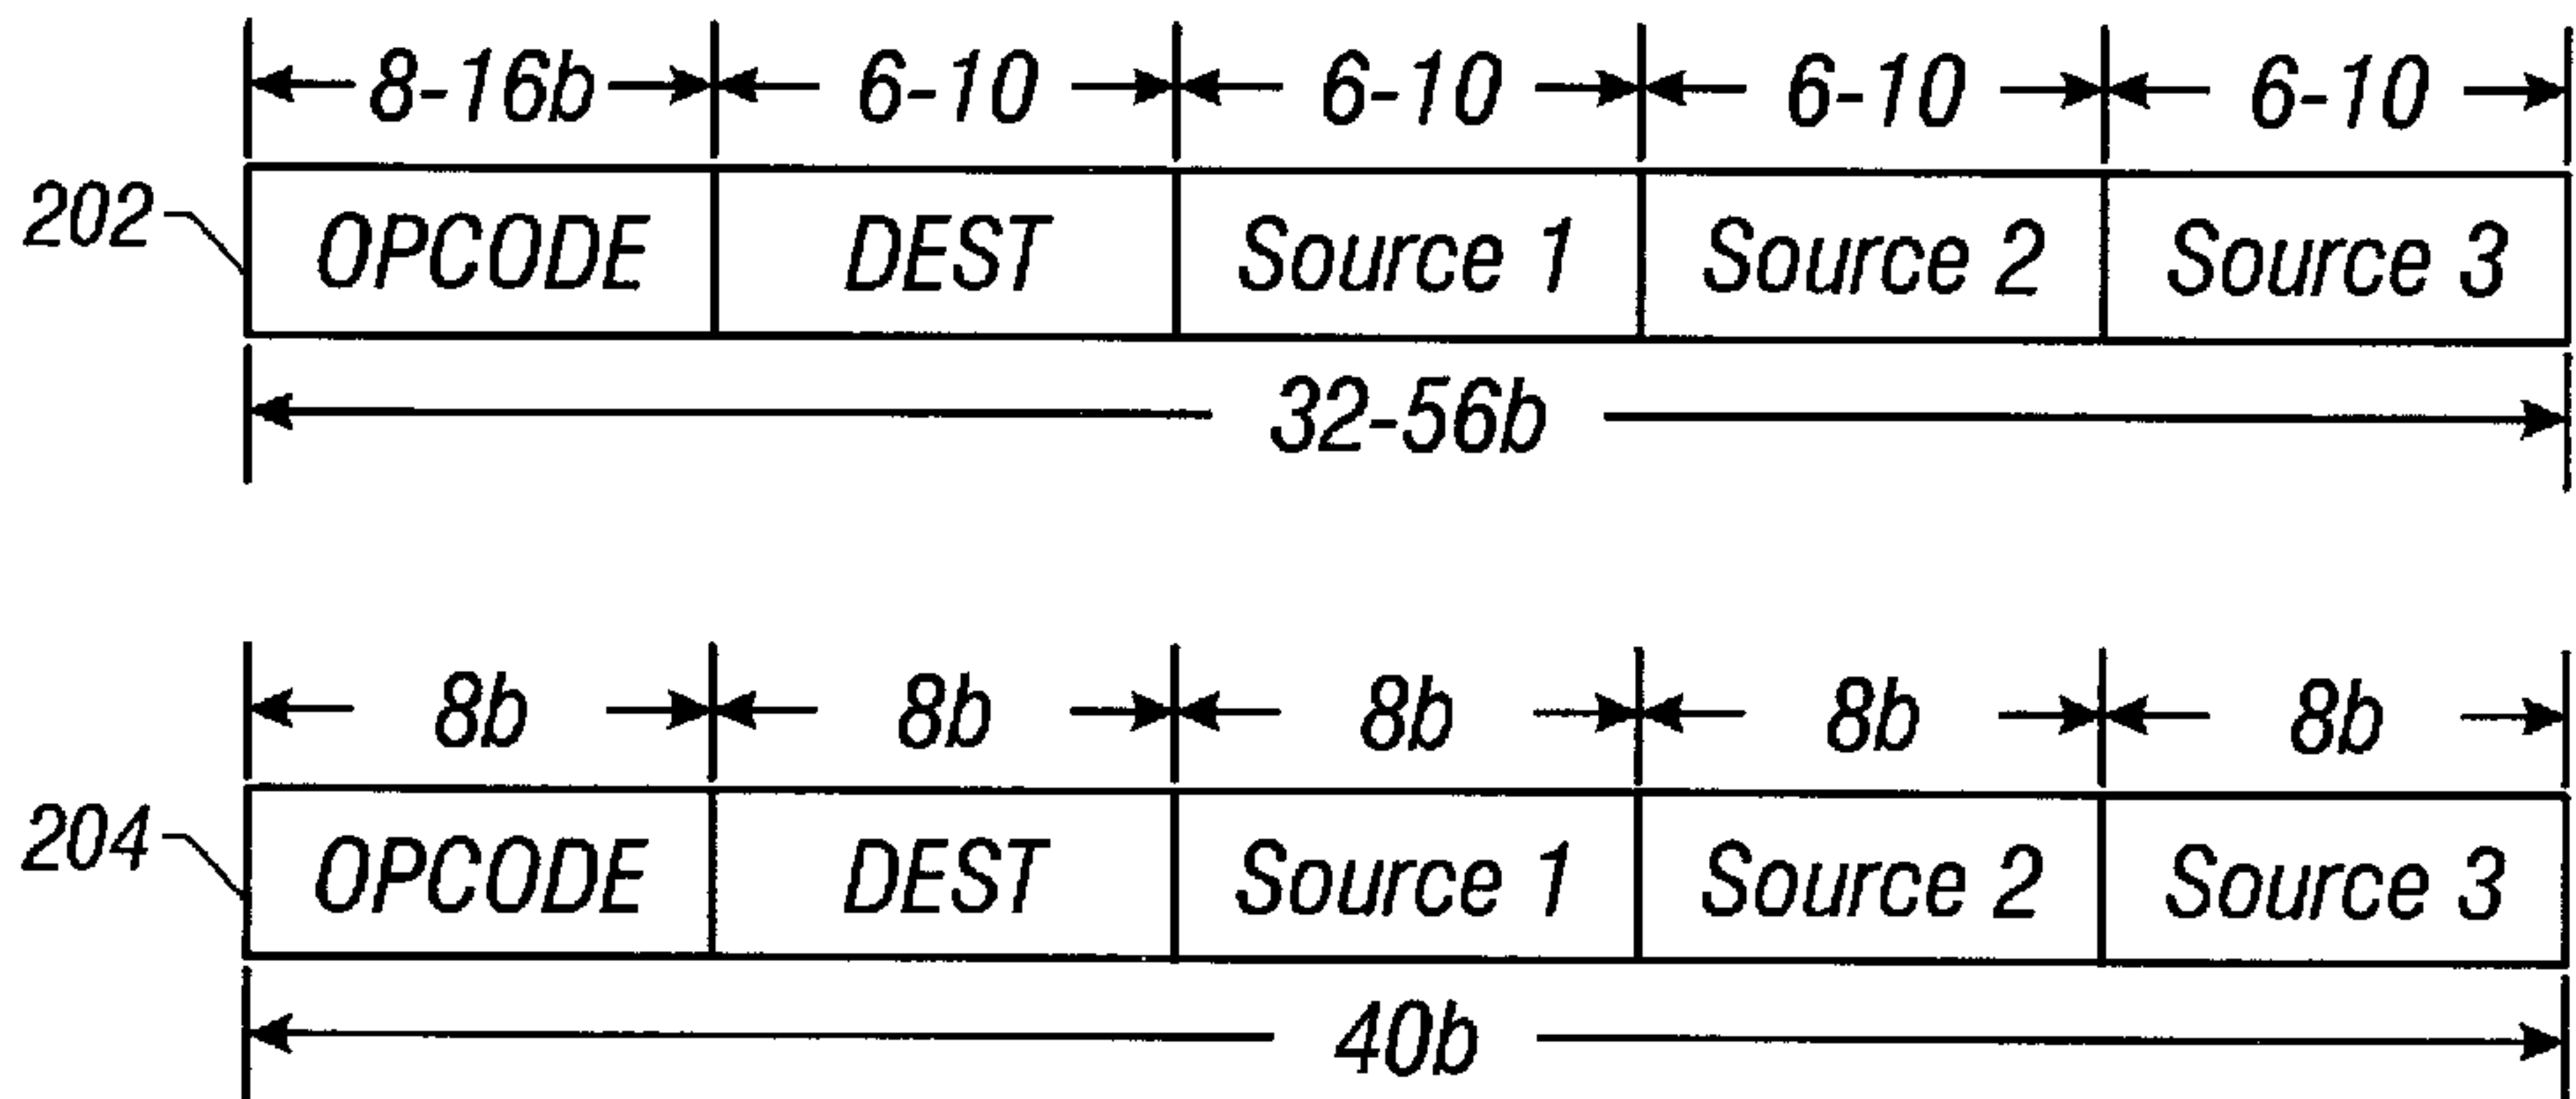 8-16b 6-10 6-10 6-10 6-10
202 OPCODE DEST Source 1 Source 2 Source 3
32-56b
8b 8b 8b 8b 8b
204 OPCODE DEST Source 1 Source 2 Source 3
40b